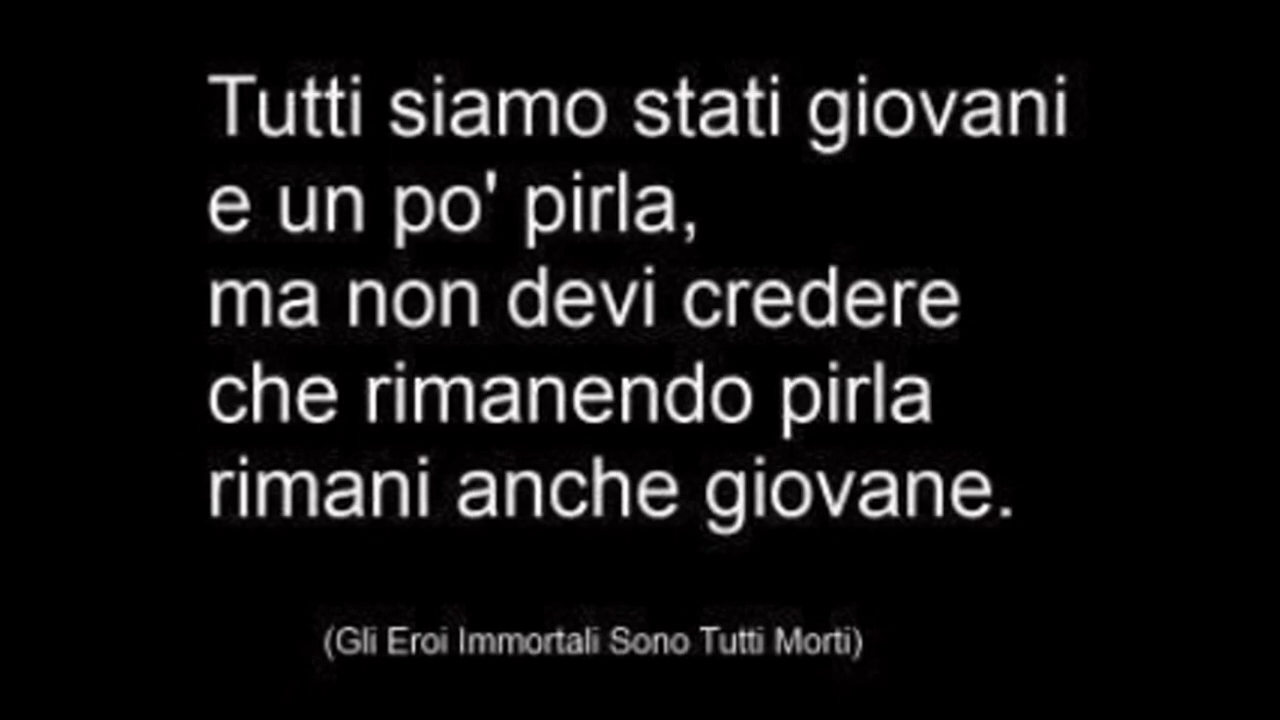 Tutti siamo stati giovani
e un po' pirla,
ma non devi credere
che rimanendo pirla
rimani anche giovane.
(Gli Eroi Immortali Sono Tutti Morti)